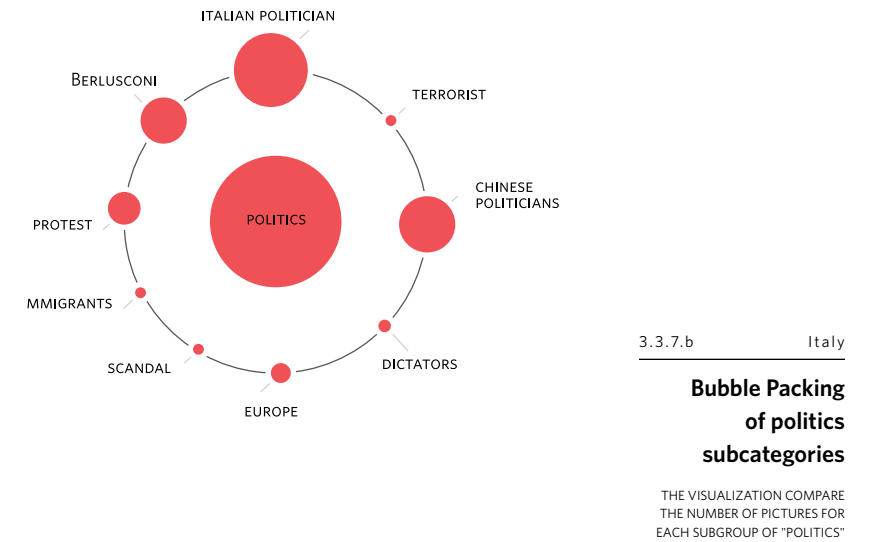 ITALIAN POLITICIAN
BERLUSCONI
TERRORIST
CHINESE
POLITICIANS
POLITICS
PROTEST
MMIGRANTS
SCANDAL
DICTATORS
EUROPE
3.3.7.b Italy
Bubble Packing
of politics
subcategories
THE VISUALIZATION COMPARE
THE NUMBER OF PICTURES FOR
EACH SUBGROUP OF "POLITICS"